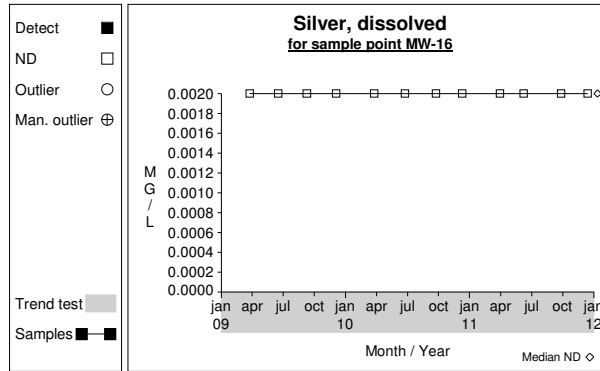 Detect
ND
Outlier
Man. outlier
Trend test
Samples
Silver, dissolved
for sample point MW-16
0.0020
0.0018
0.0016
0.0014
0.0012
0.0010
0.0008
0.0006
0.0004
0.0002
0.0000
M
G
/
L
jan apr jul oct jan apr jul oct jan apr jul oct jan
09 10 11 12
Month / Year
Median ND